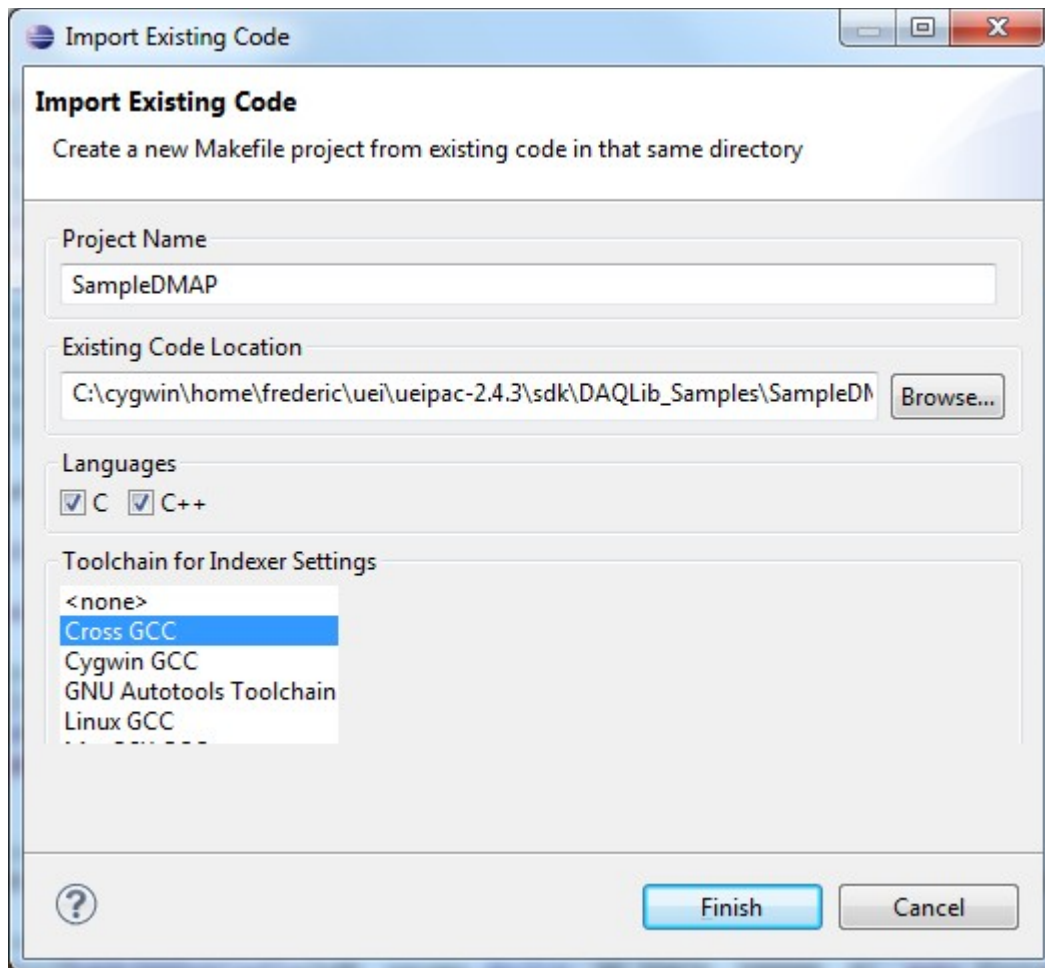 Import Existing Code
Import Existing Code
Create a new Makefile project from existing code in that same directory
Project Name
SampleDMAP
Existing Code Location
C:\cygwin\home\frederic\uei\ueipac-2.4.3\sdk\DAQLib_Samples\SampleDM
Browse...
Languages
C C++
Toolchain for Indexer Settings
<none>
Cross GCC
Cygwin GCC
GNU Autotools Toolchain
Linux GCC
?
Finish Cancel